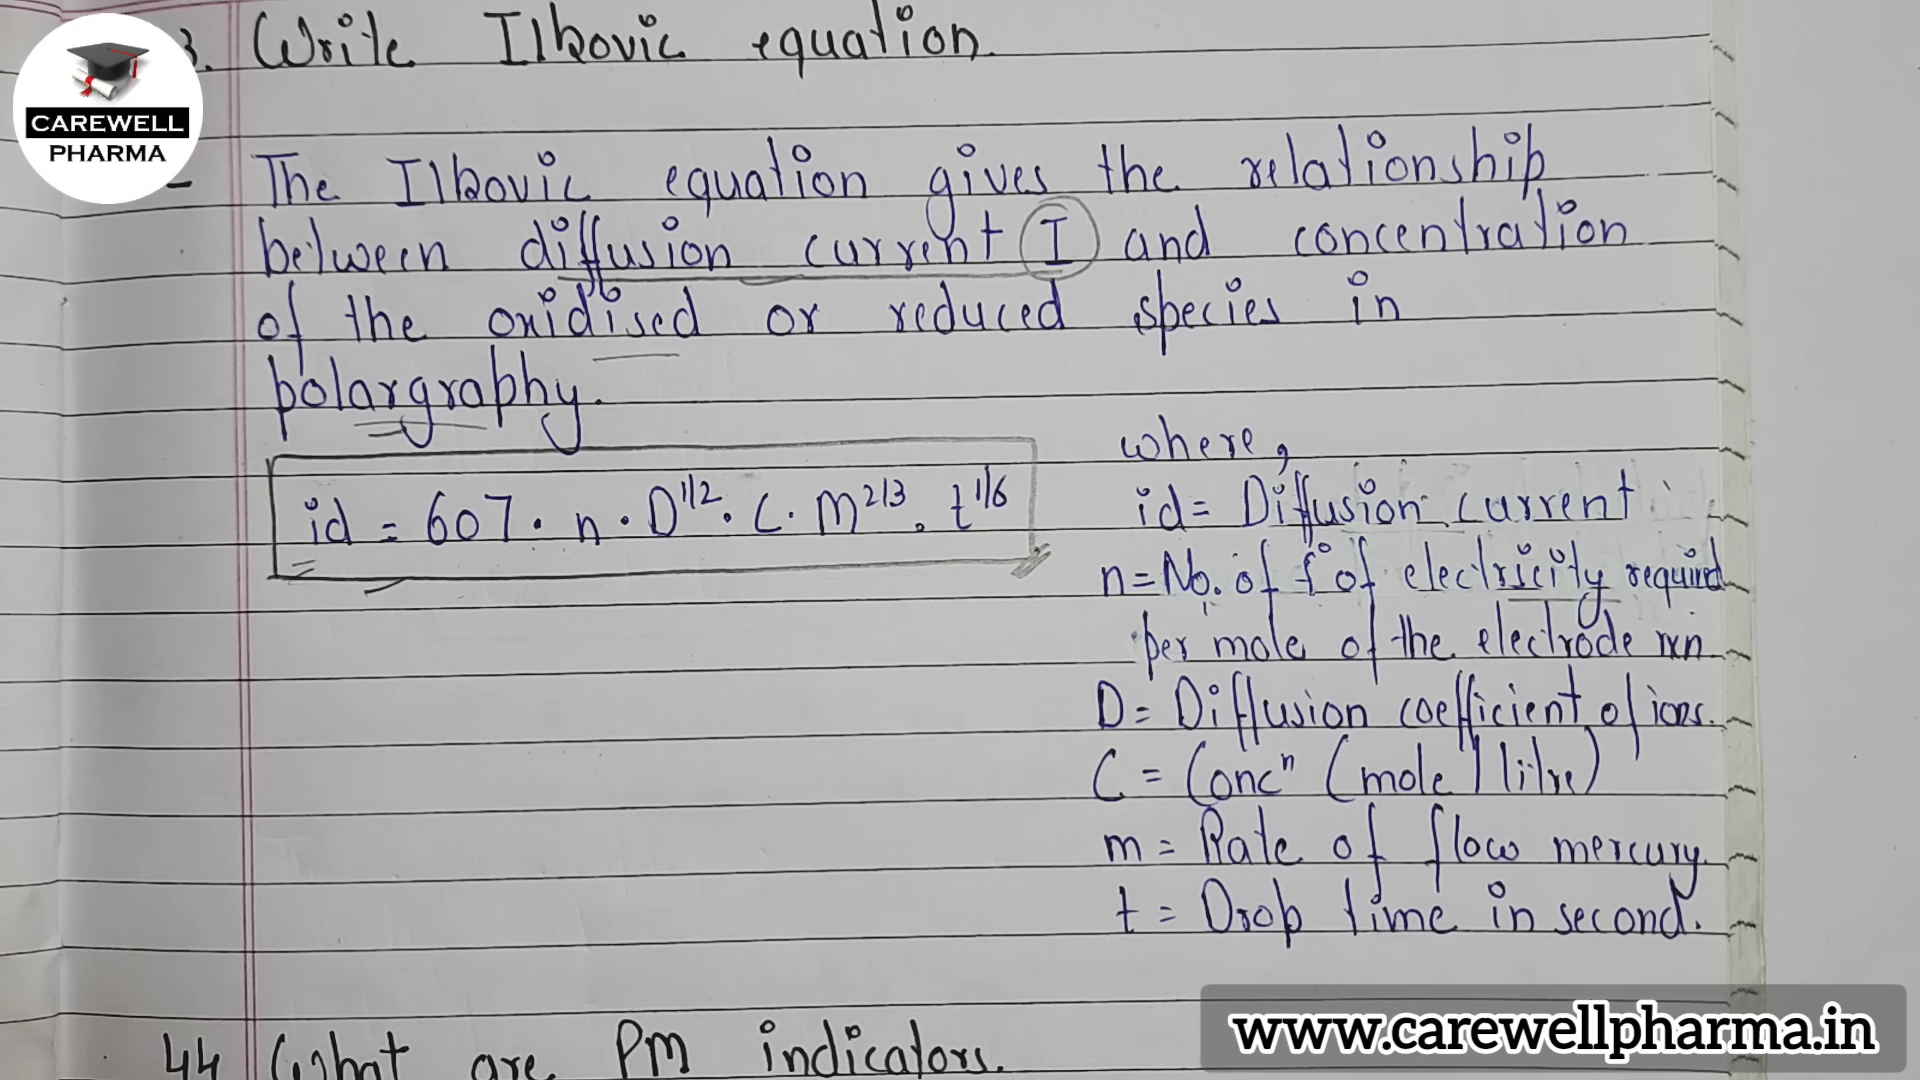 CAREWELL
PHARMA
3. Write Ilkovic equation.
- The Ilkovic equation gives the relationship
between diffusion current I and concentration
of the oxidised or reduced species in
polargraphy.
id = 607 . n . D^1/2 . C . m^2/3 . t^1/6
where,
id = Diffusion current
n = No. of f of electricity required
per mole of the electrode rxn
D = Diffusion coefficient of ions.
C = Concⁿ (mole / litre)
m = Rate of flow mercury.
t = Drop time in second.
44 What are PM indicators.
www.carewellpharma.in